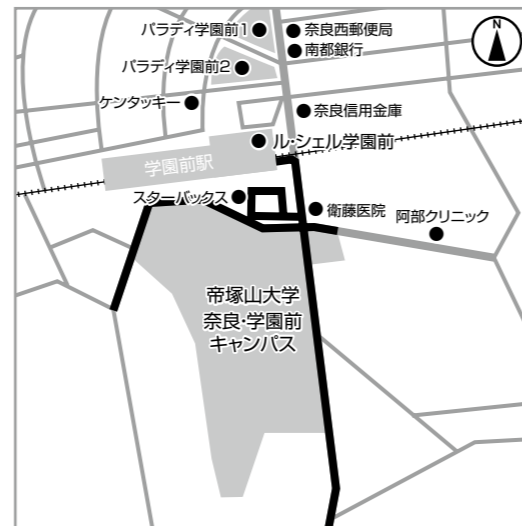 パラディ学園前1
奈良西郵便局
N
南都銀行
パラディ学園前2
ケンタッキー
奈良信用金庫
ル・シェル学園前
学園前駅
スターバックス
衛藤医院
阿部クリニック
帝塚山大学
奈良・学園前
キャンパス